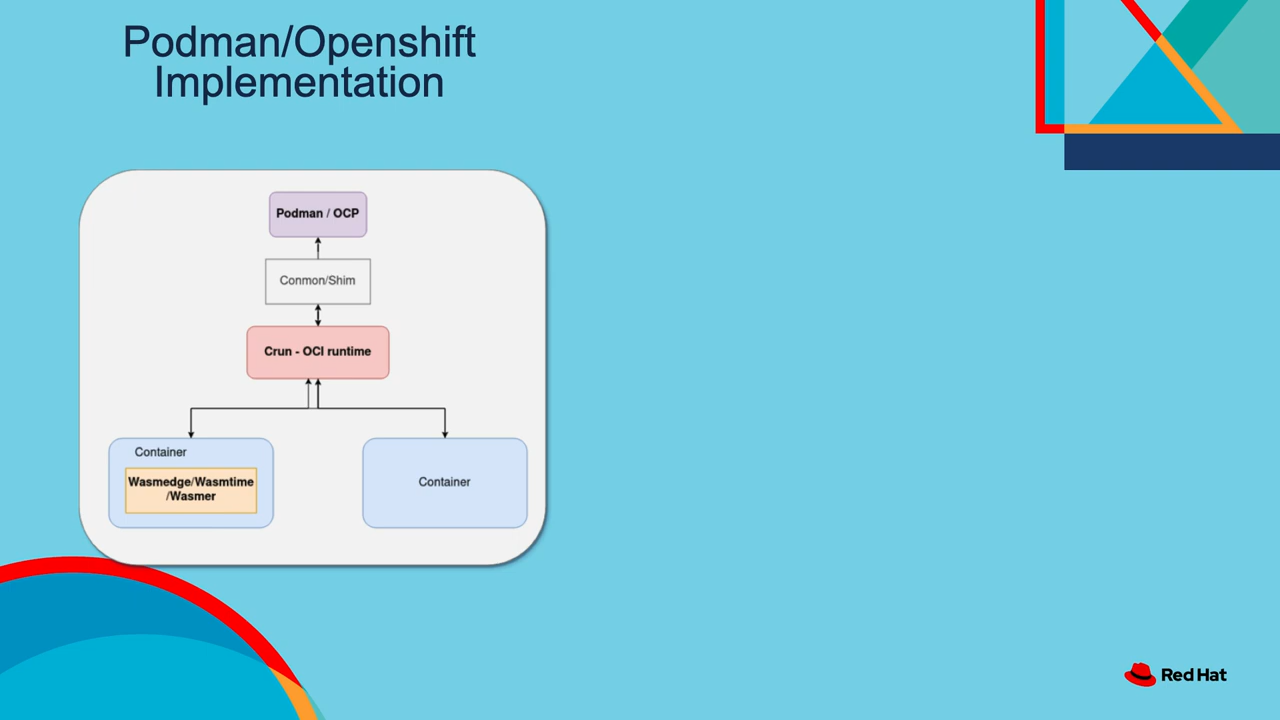 Podman/Openshift
Implementation
Podman / OCP
Conmon/Shim
Crun - OCI runtime
Container
Wasmedge/Wasmtime
/Wasmer
Container
Red Hat